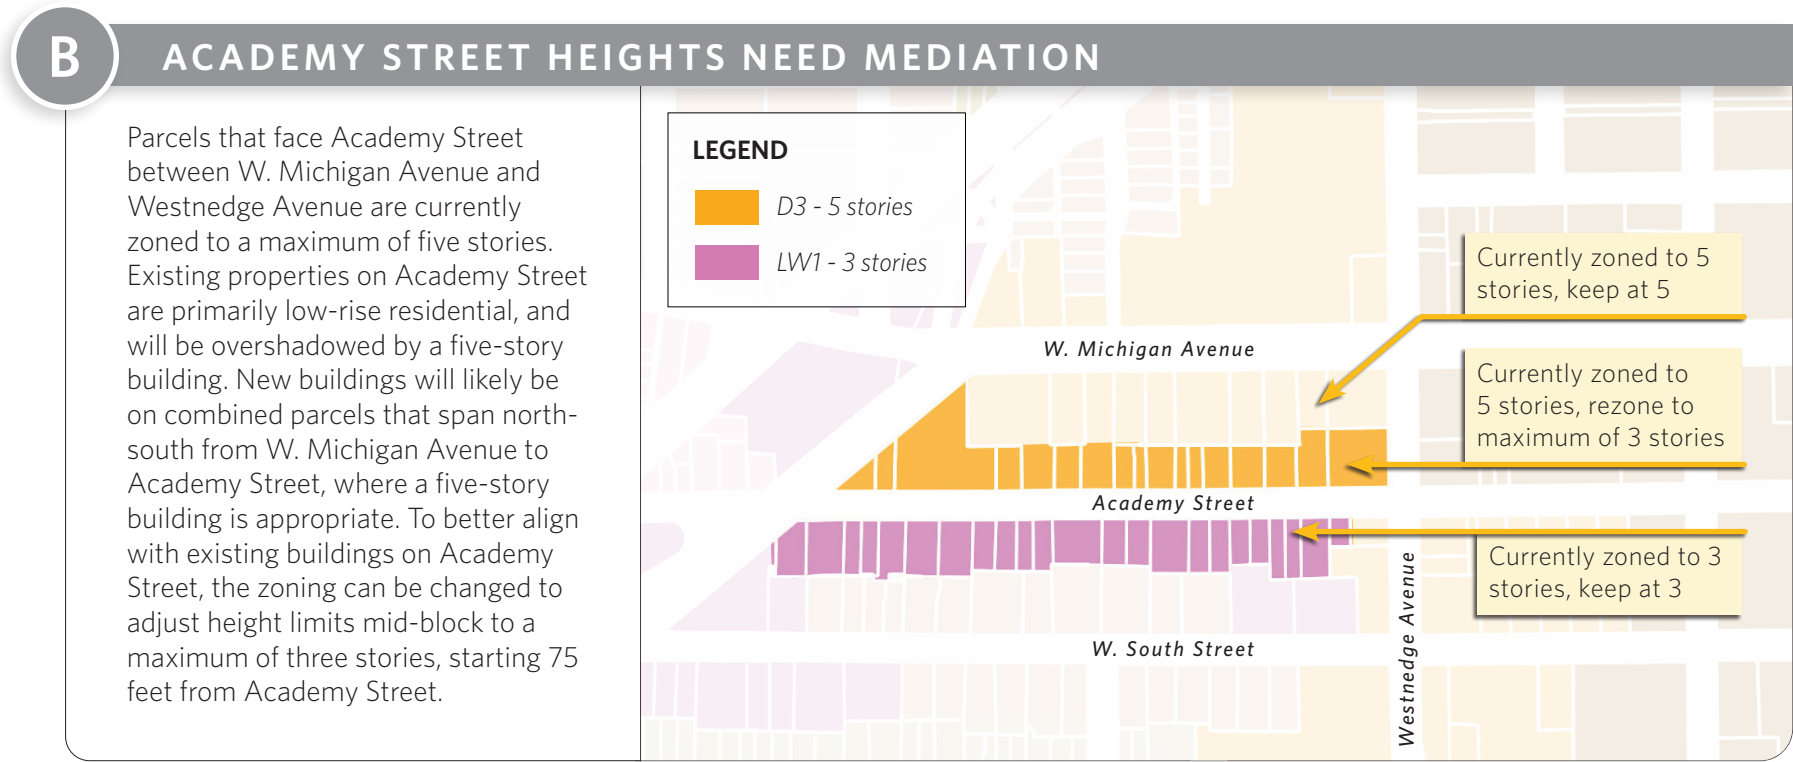 B
ACADEMY STREET HEIGHTS NEED MEDIATION
Parcels that face Academy Street
between W. Michigan Avenue and
Westnedge Avenue are currently
zoned to a maximum of five stories.
Existing properties on Academy Street
are primarily low-rise residential, and
will be overshadowed by a five-story
building. New buildings will likely be
on combined parcels that span north-
south from W. Michigan Avenue to
Academy Street, where a five-story
building is appropriate. To better align
with existing buildings on Academy
Street, the zoning can be changed to
adjust height limits mid-block to a
maximum of three stories, starting 75
feet from Academy Street.
LEGEND
D3 - 5 stories
LW1 - 3 stories
Currently zoned to 5
stories, keep at 5
W. Michigan Avenue
Currently zoned to
5 stories, rezone to
maximum of 3 stories
Academy Street
Currently zoned to 3
stories, keep at 3
W. South Street
Westnedge Avenue